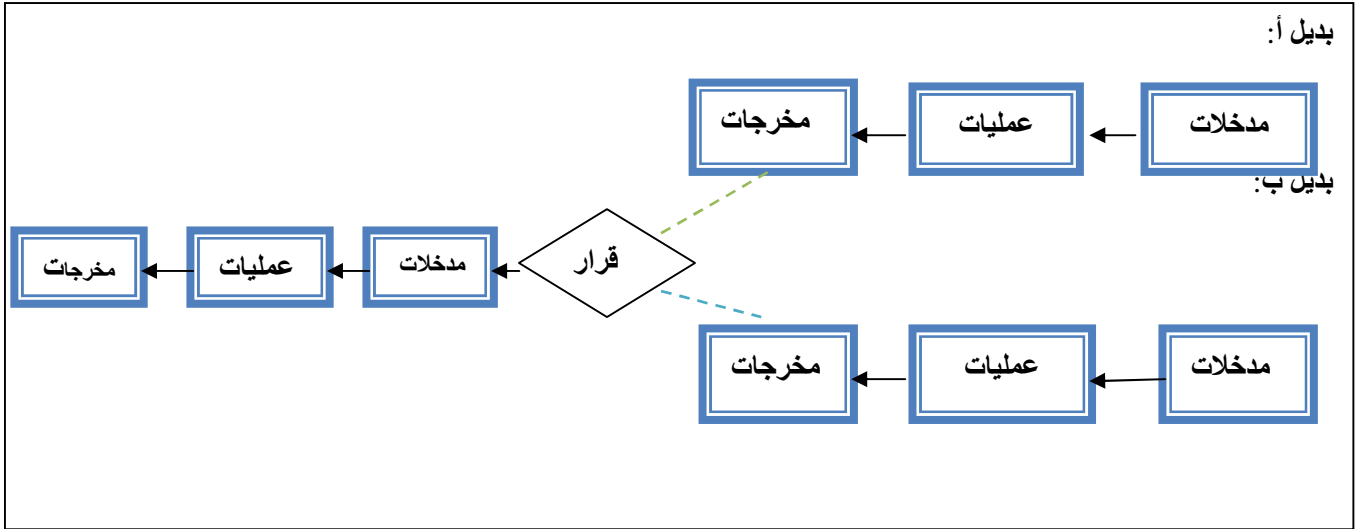 بديل أ:
مدخلات
عمليات
مخرجات
بديل ب:
قرار
مدخلات
عمليات
مخرجات
مدخلات
عمليات
مخرجات